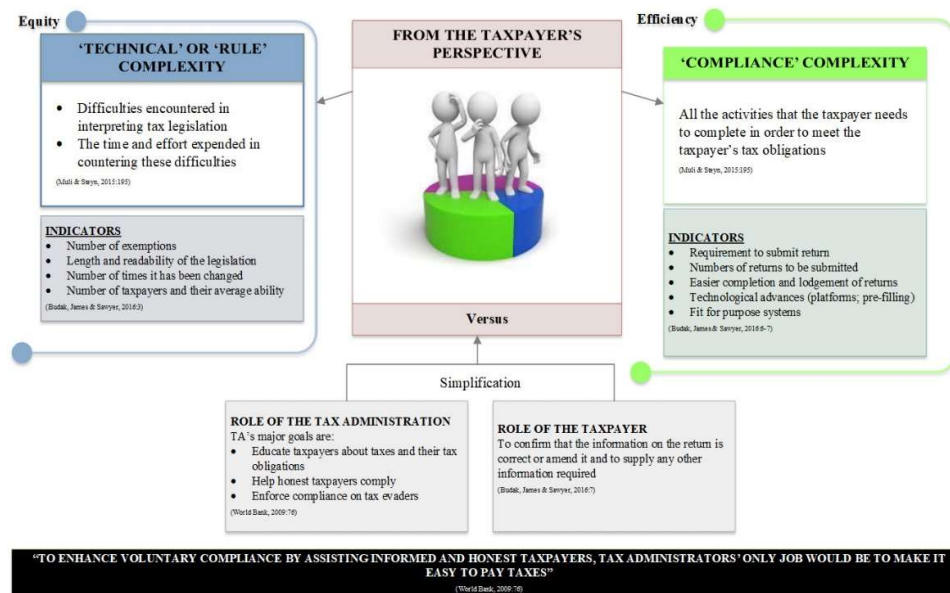 Equity
‘TECHNICAL’ OR ‘RULE’
COMPLEXITY
• Difficulties encountered in
interpreting tax legislation
• The time and effort expended in
countering these difficulties
(Muli & Steyn, 2015:195)
INDICATORS
• Number of exemptions
• Length and readability of the legislation
• Number of times it has been changed
• Number of taxpayers and their average ability
(Budak, James & Sawyer, 2016:3)
FROM THE TAXPAYER’S
PERSPECTIVE
Versus
Efficiency
‘COMPLIANCE’ COMPLEXITY
All the activities that the taxpayer needs
to complete in order to meet the
taxpayer’s tax obligations
(Muli & Steyn, 2015:195)
INDICATORS
• Requirement to submit return
• Numbers of returns to be submitted
• Easier completion and lodgement of returns
• Technological advances (platforms; pre-filling)
• Fit for purpose systems
(Budak, James & Sawyer, 2016:6-7)
Simplification
ROLE OF THE TAX ADMINISTRATION
TA’s major goals are:
• Educate taxpayers about taxes and their tax
obligations
• Help honest taxpayers comply
• Enforce compliance on tax evaders
(World Bank, 2009:76)
ROLE OF THE TAXPAYER
To confirm that the information on the return is
correct or amend it and to supply any other
information required
(Budak, James & Sawyer, 2016:7)
“TO ENHANCE VOLUNTARY COMPLIANCE BY ASSISTING INFORMED AND HONEST TAXPAYERS, TAX ADMINISTRATORS’ ONLY JOB WOULD BE TO MAKE IT
EASY TO PAY TAXES”
(World Bank, 2009:76)